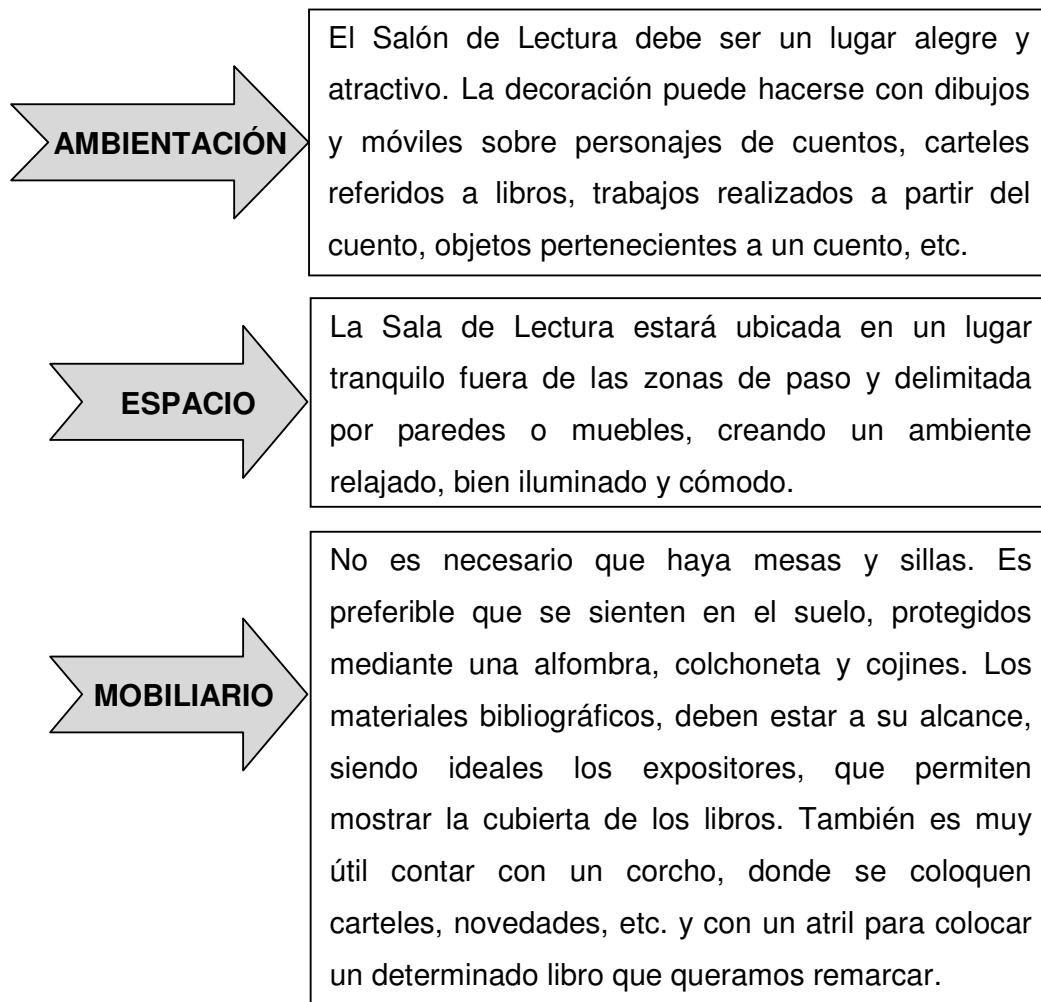 AMBIENTACIÓN
El Salón de Lectura debe ser un lugar alegre y
atractivo. La decoración puede hacerse con dibujos
y móviles sobre personajes de cuentos, carteles
referidos a libros, trabajos realizados a partir del
cuento, objetos pertenecientes a un cuento, etc.
ESPACIO
La Sala de Lectura estará ubicada en un lugar
tranquilo fuera de las zonas de paso y delimitada
por paredes o muebles, creando un ambiente
relajado, bien iluminado y cómodo.
MOBILIARIO
No es necesario que haya mesas y sillas. Es
preferible que se sienten en el suelo, protegidos
mediante una alfombra, colchoneta y cojines. Los
materiales bibliográficos, deben estar a su alcance,
siendo ideales los expositores, que permiten
mostrar la cubierta de los libros. También es muy
útil contar con un corcho, donde se coloquen
carteles, novedades, etc. y con un atril para colocar
un determinado libro que queramos remarcar.